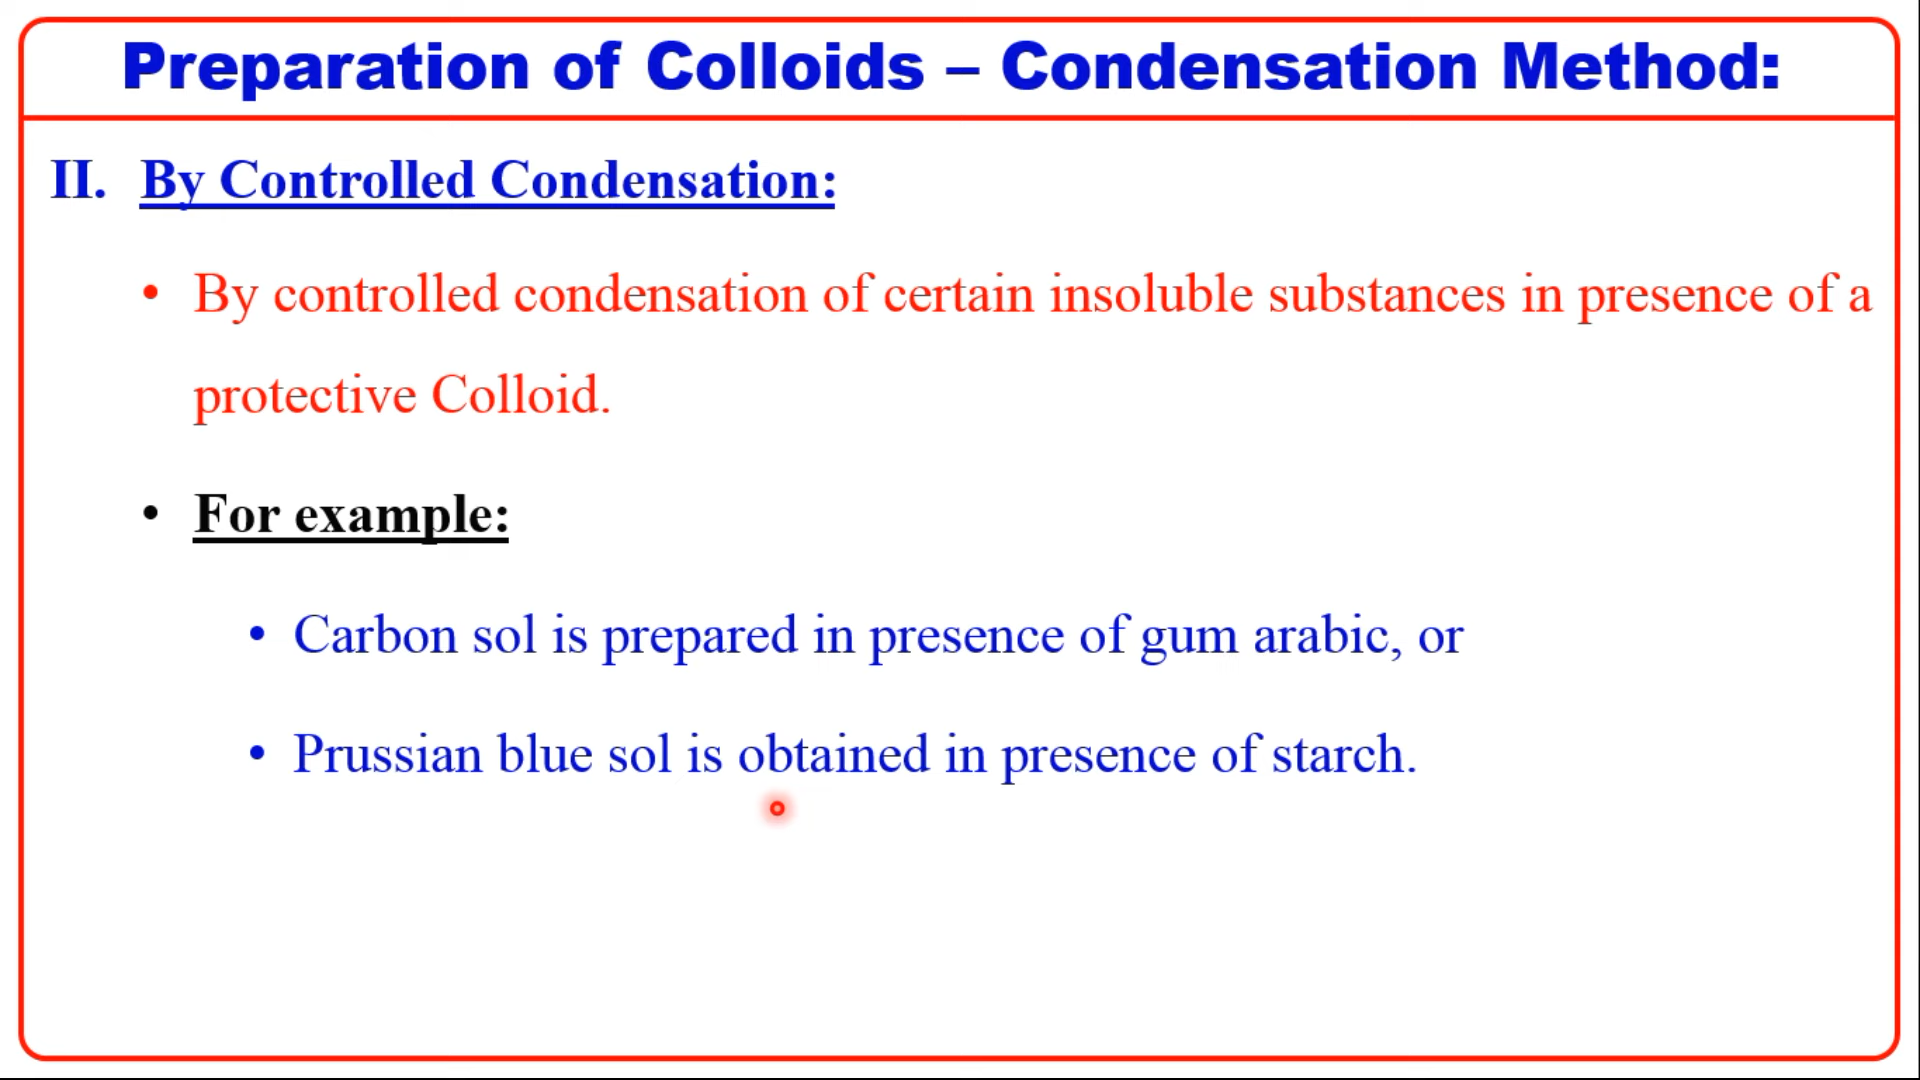 Preparation of Colloids – Condensation Method:
II. By Controlled Condensation:
• By controlled condensation of certain insoluble substances in presence of a
protective Colloid.
• For example:
• Carbon sol is prepared in presence of gum arabic, or
• Prussian blue sol is obtained in presence of starch.